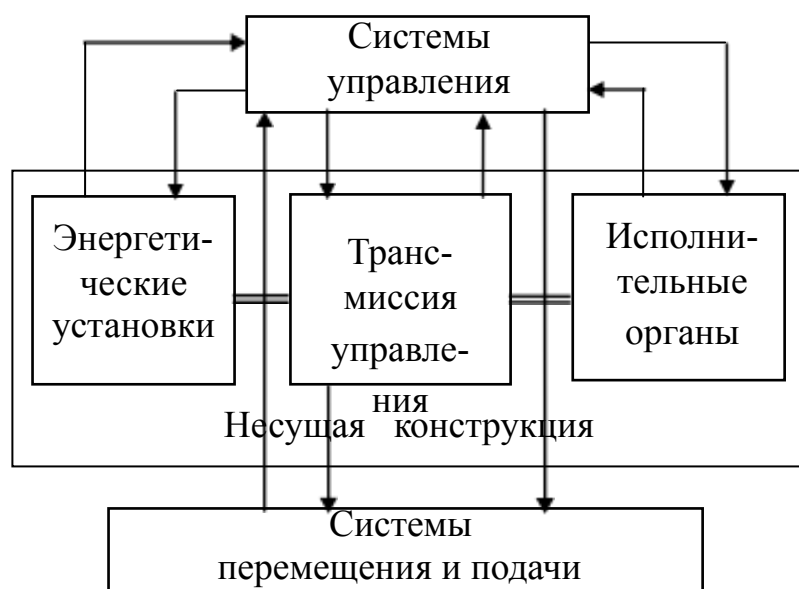 Системы
управления
Энергети-
ческие
установки
Транс-
миссия
управле-
ния
Исполни-
тельные
органы
Несущая конструкция
Системы
перемещения и подачи